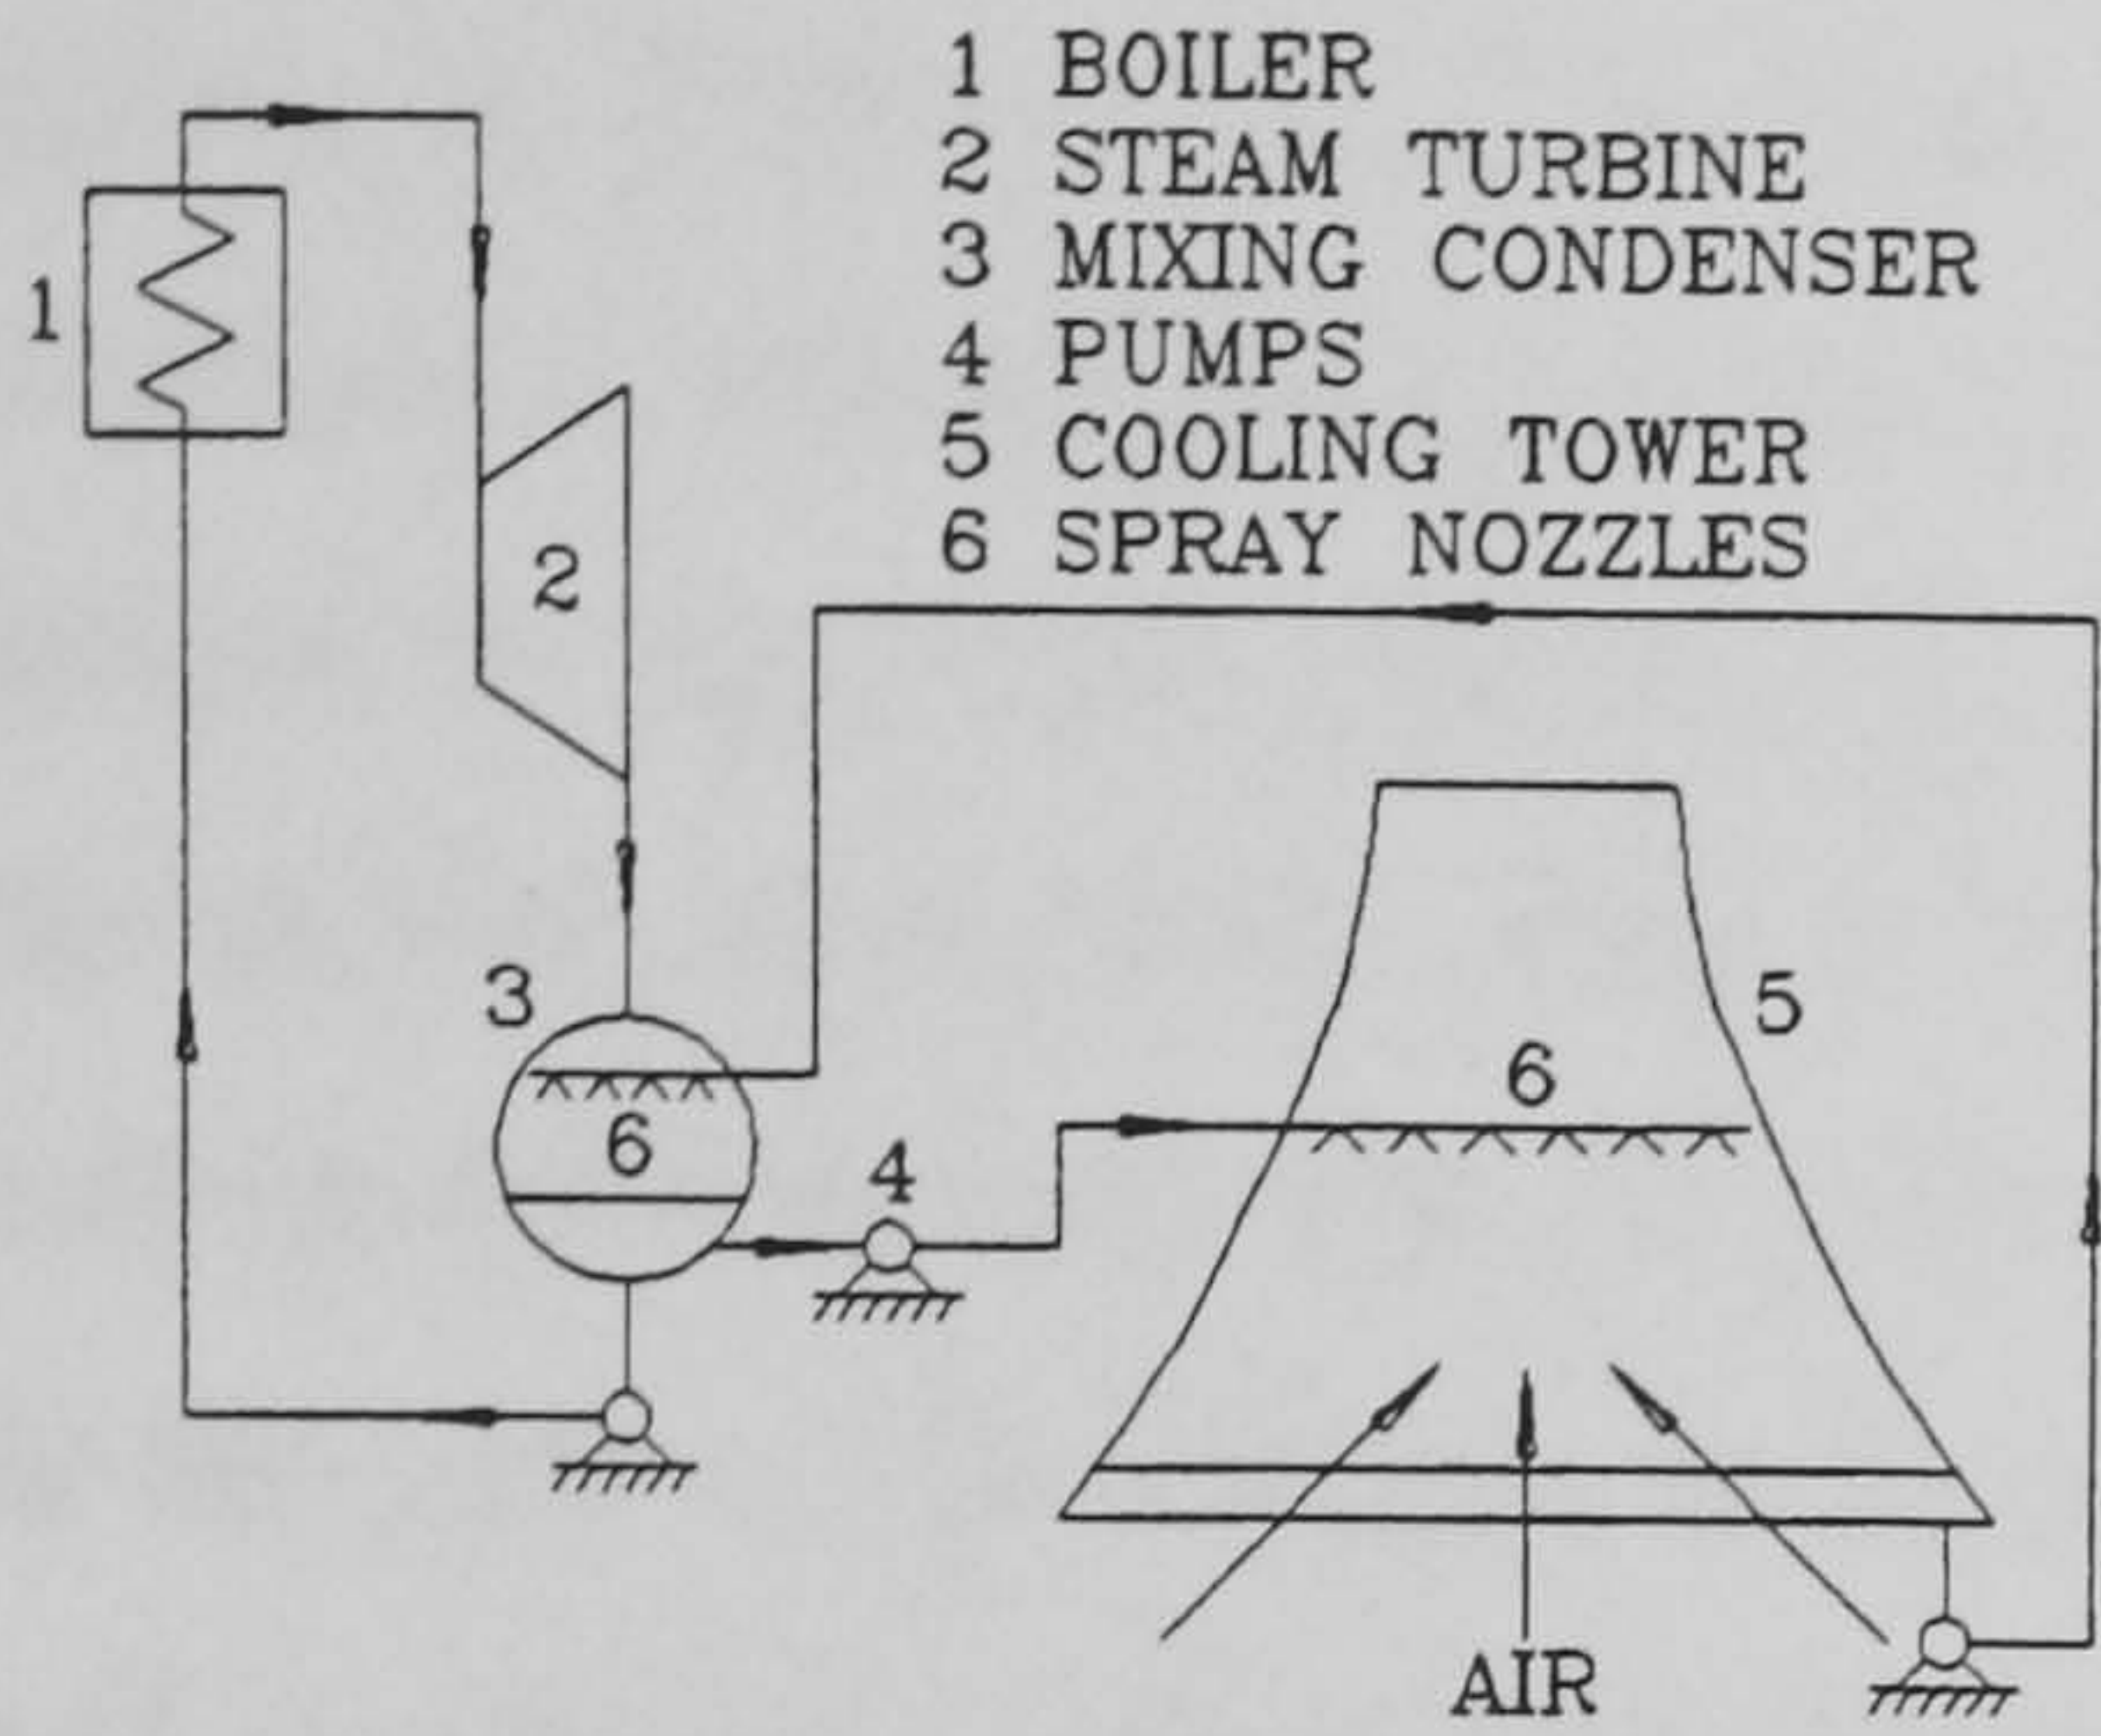 1 BOILER
2 STEAM TURBINE
3 MIXING CONDENSER
4 PUMPS
5 COOLING TOWER
6 SPRAY NOZZLES
1
2
3
5
6
6
4
AIR